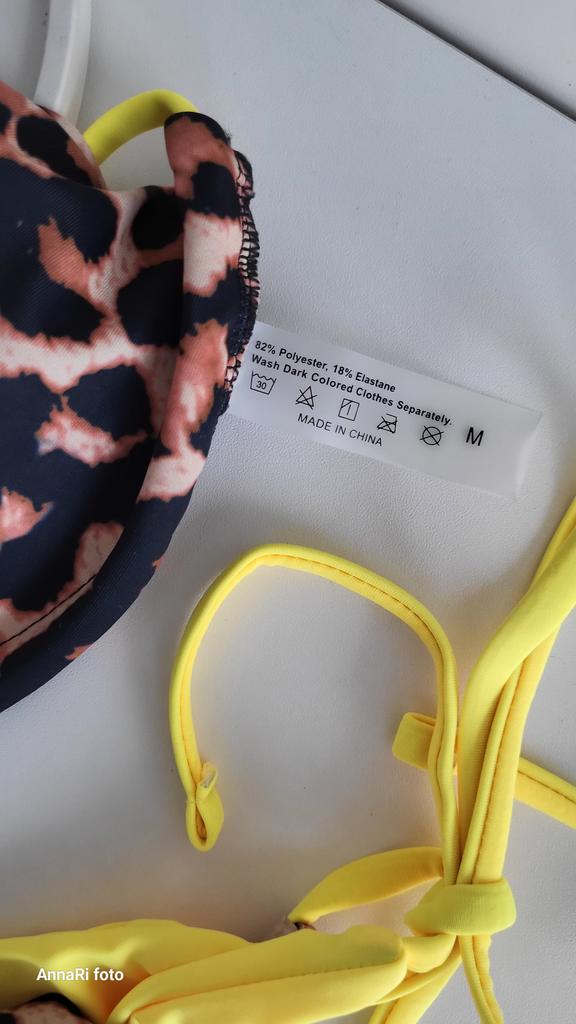 82% Polyester, 18% Elastane
Wash Dark Colored Clothes Separately.
30
M
MADE IN CHINA
AnnaRi foto